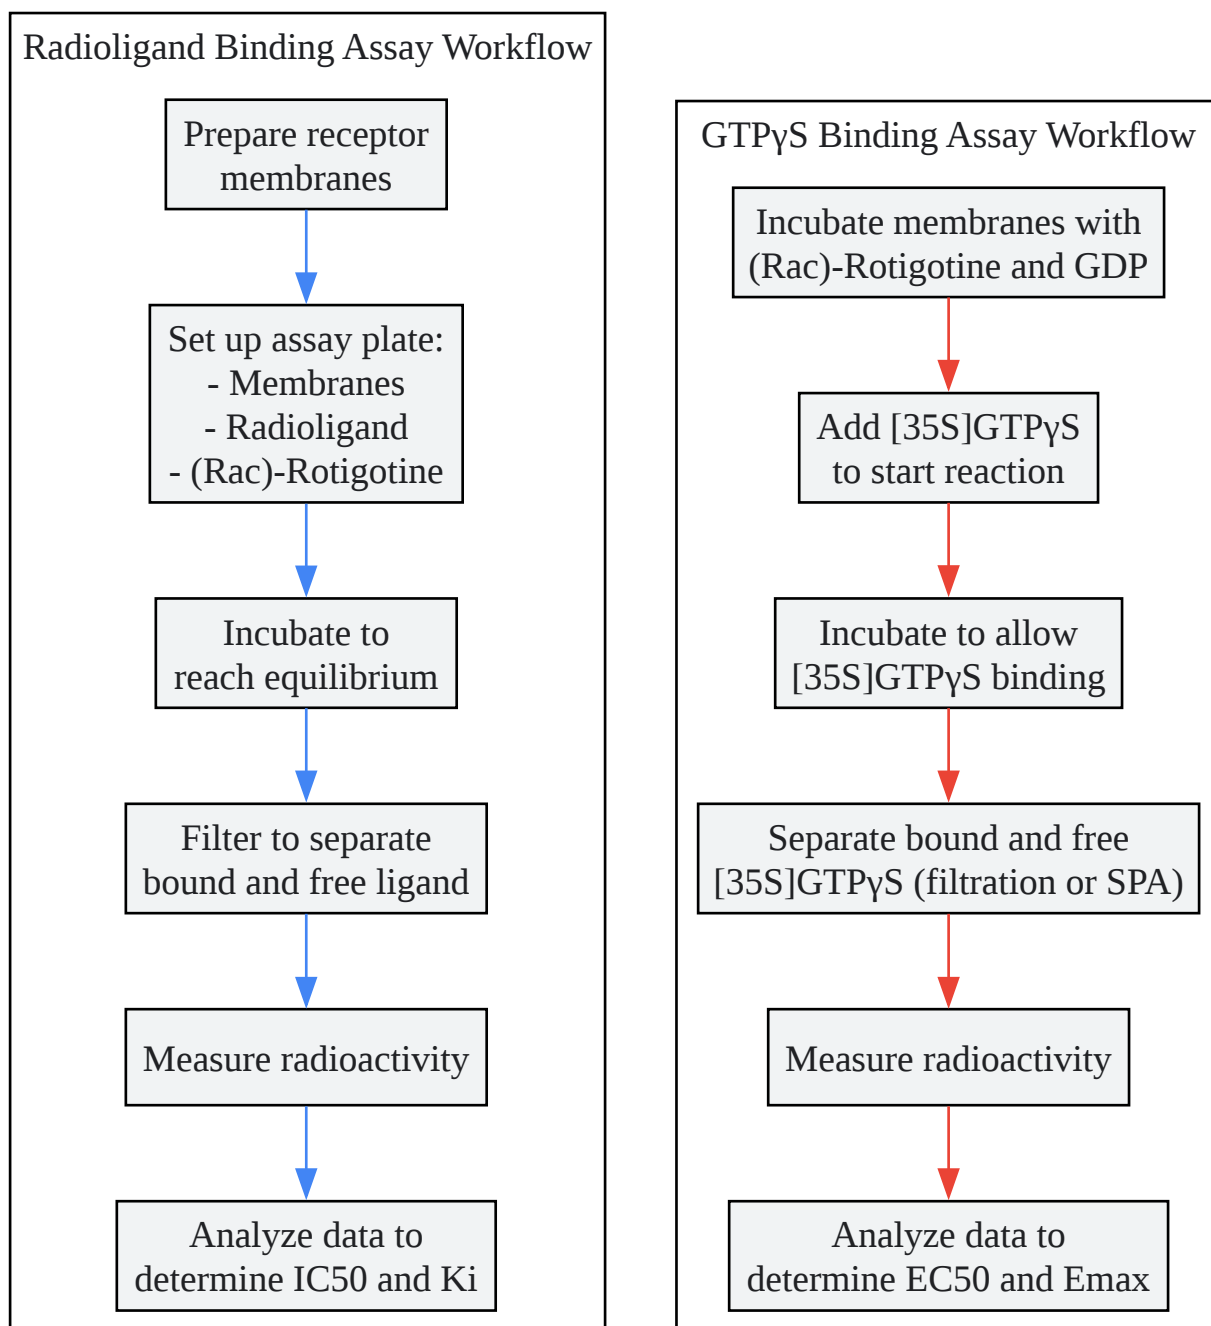 Radioligand Binding Assay Workflow
Prepare receptor
membranes
Set up assay plate:
- Membranes
- Radioligand
- (Rac)-Rotigotine
Incubate to
reach equilibrium
Filter to separate
bound and free ligand
Measure radioactivity
Analyze data to
determine IC50 and Ki
GTPγS Binding Assay Workflow
Incubate membranes with
(Rac)-Rotigotine and GDP
Add [35S]GTPγS
to start reaction
Incubate to allow
[35S]GTPγS binding
Separate bound and free
[35S]GTPγS (filtration or SPA)
Measure radioactivity
Analyze data to
determine EC50 and Emax